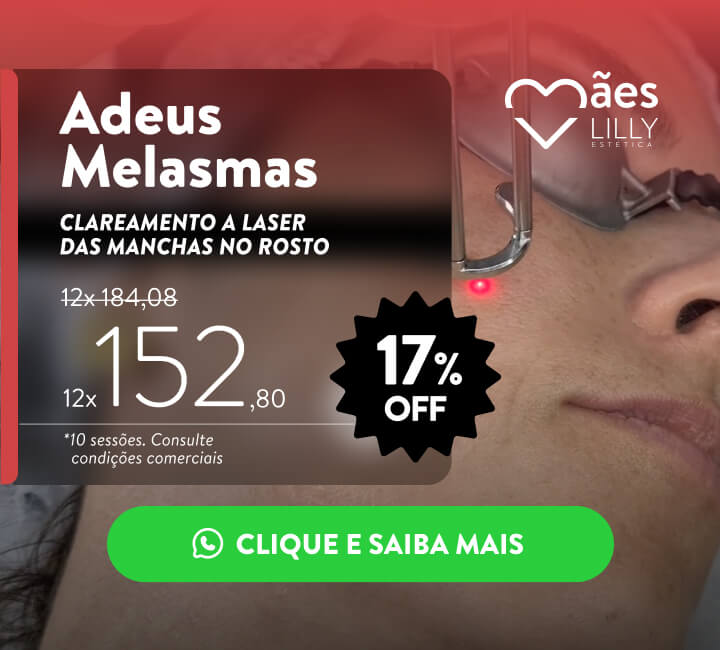 Adeus
Melasmas
CLAREAMENTO A LASER
DAS MANCHAS NO ROSTO
12x 184,08
12x 152,80
*10 sessões. Consulte
condições comerciais
17%
OFF
ães
LILLY
ESTÉTICA
CLIQUE E SAIBA MAIS